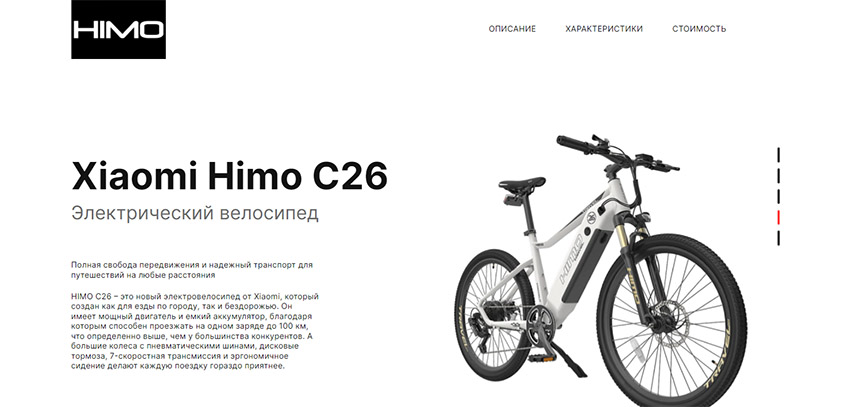 HIMO
ОПИСАНИЕ ХАРАКТЕРИСТИКИ СТОИМОСТЬ
Xiaomi Himo C26
Электрический велосипед
Полная свобода передвижения и надежный транспорт для
путешествий на любые расстояния
HIMO C26 – это новый электровелосипед от Xiaomi, который
создан как для езды по городу, так и бездорожью. Он
имеет мощный двигатель и емкий аккумулятор, благодаря
которым способен проезжать на одном заряде до 100 км,
что определенно выше, чем у большинства конкурентов. А
большие колеса с пневматическими шинами, дисковые
тормоза, 7-скоростная трансмиссия и эргономичное
сидение делают каждую поездку гораздо приятнее.
HIMO
HIMO
TRAVEL